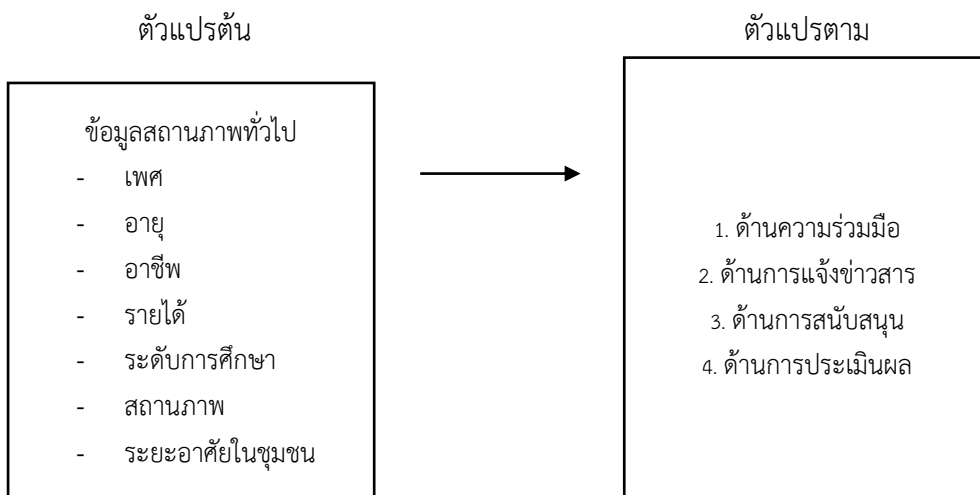 ตัวแปรต้น
ตัวแปรตาม
ข้อมูลสถานภาพทั่วไป
- เพศ
- อายุ
- อาชีพ
- รายได้
- ระดับการศึกษา
- สถานภาพ
- ระยะอาศัยในชุมชน
1. ด้านความร่วมมือ
2. ด้านการแจ้งข่าวสาร
3. ด้านการสนับสนุน
4. ด้านการประเมินผล